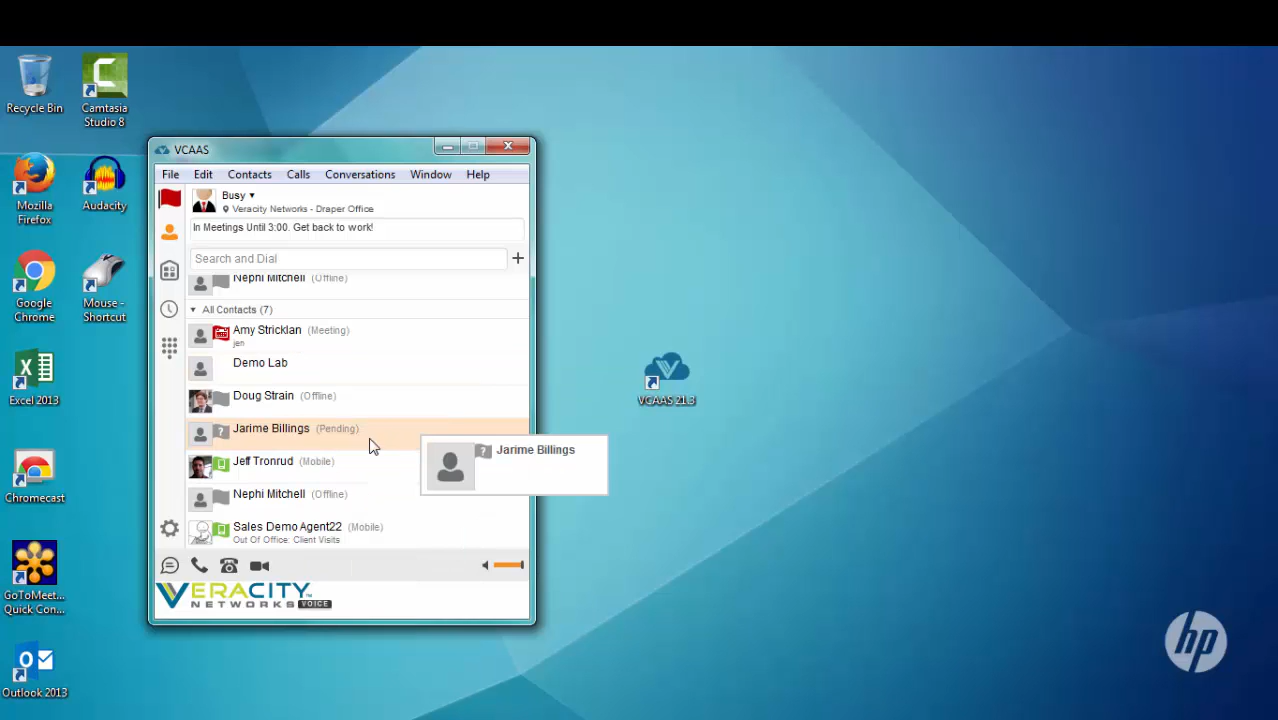 Recycle Bin
Camtasia
Studio 8
Mozilla
Firefox
Audacity
Google
Chrome
Mouse -
Shortcut
Excel 2013
Chromecast
GoToMeet...
Quick Con...
Outlook 2013
VCAAS
File Edit Contacts Calls Conversations Window Help
Busy
Veracity Networks - Draper Office
In Meetings Until 3:00. Get back to work!
Search and Dial
Nephi Mitchell (Offline)
All Contacts (7)
Amy Stricklan (Meeting)
jen
Demo Lab
Doug Strain (Offline)
Jarime Billings (Pending)
Jarime Billings
Jeff Tronrud (Mobile)
Nephi Mitchell (Offline)
Sales Demo Agent22 (Mobile)
Out Of Office: Client Visits
VERACITY
NETWORKS VOICE
VCAAS 21.3
hp